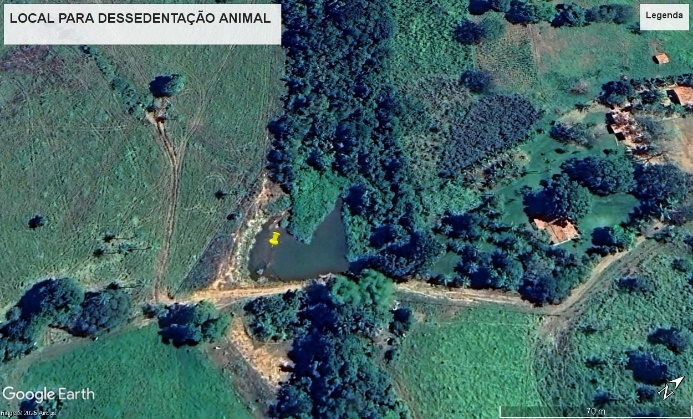 LOCAL PARA DESSEDENTAÇÃO ANIMAL
Legenda
Google Earth
70 m
N